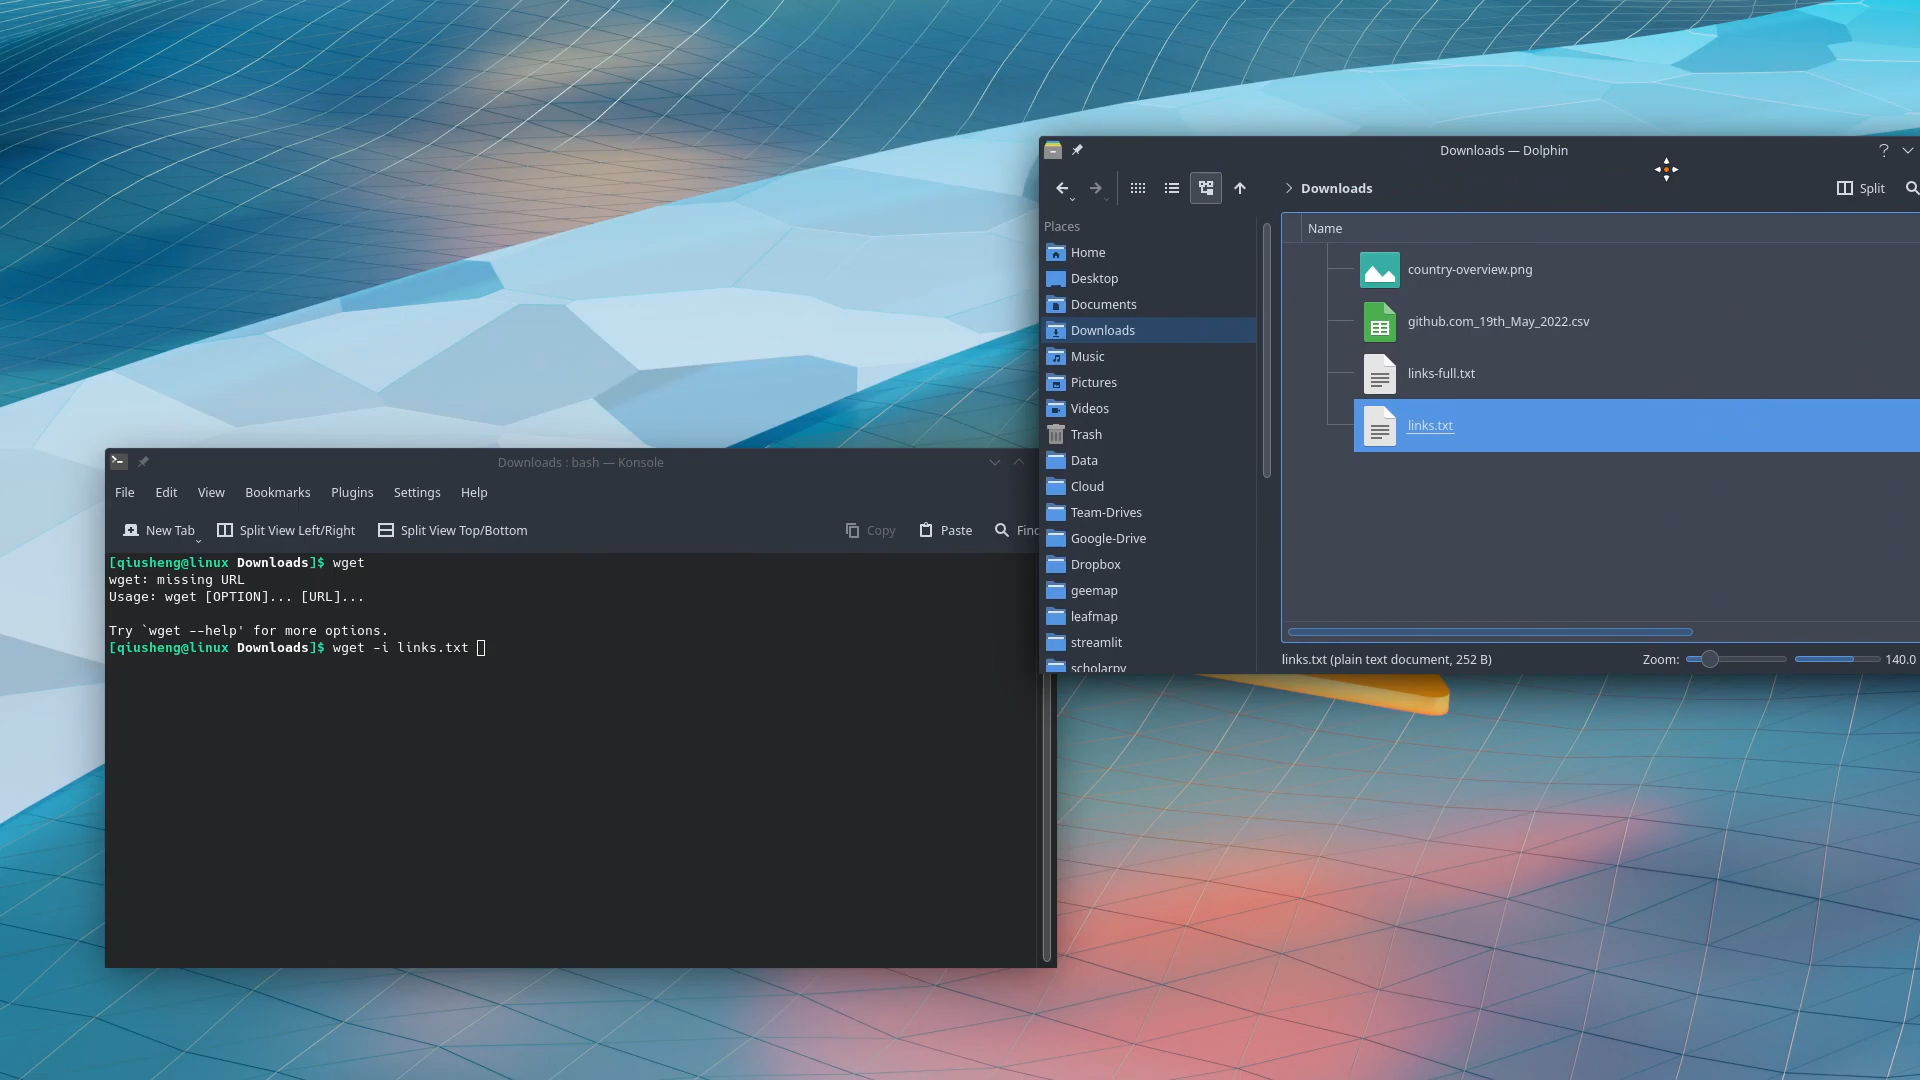 Downloads — Dolphin
Downloads
Split
Places
Home
Desktop
Documents
Downloads
Music
Pictures
Videos
Trash
Data
Cloud
Team-Drives
Google-Drive
Dropbox
geemap
leafmap
streamlit
scholarpy
Name
country-overview.png
github.com_19th_May_2022.csv
links-full.txt
links.txt
links.txt (plain text document, 252 B)
Zoom:
140.0
Downloads : bash — Konsole
File Edit View Bookmarks Plugins Settings Help
New Tab Split View Left/Right Split View Top/Bottom Copy Paste Find
[qiusheng@linux Downloads]$ wget
wget: missing URL
Usage: wget [OPTION]... [URL]...
Try `wget --help' for more options.
[qiusheng@linux Downloads]$ wget -i links.txt